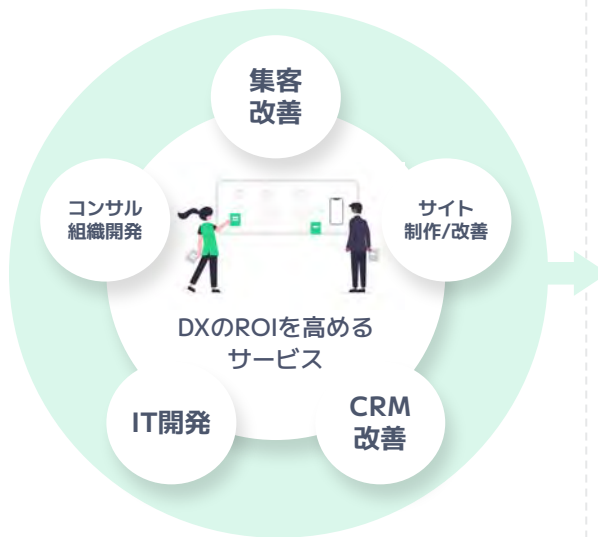 集客
改善
コンサル
組織開発
サイト
制作/改善
DXのROIを高める
サービス
IT開発
CRM
改善